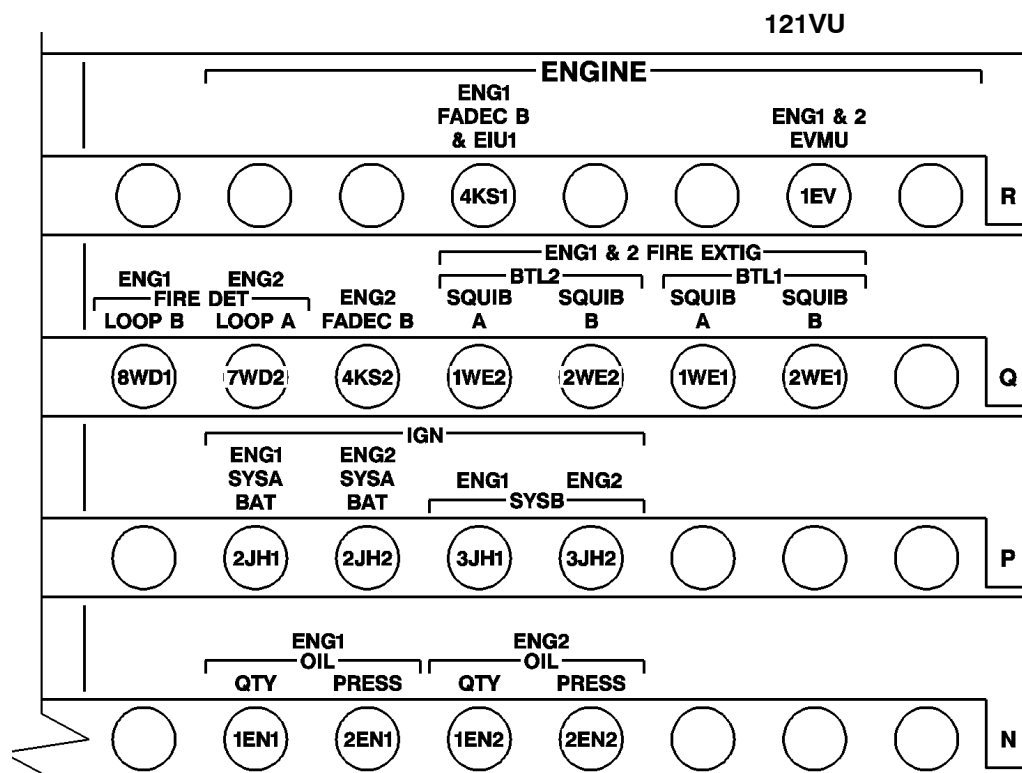 121VU
ENGINE
ENG1
FADEC B
& EIU1
ENG1 & 2
EVMU
4KS1
1EV
R
ENG1 & 2 FIRE EXTIG
BTL2
BTL1
ENG1
ENG2
FIRE DET
LOOP B
LOOP A
ENG2
FADEC B
SQUIB
A
SQUIB
B
SQUIB
A
SQUIB
B
8WD1
7WD2
4KS2
1WE2
2WE2
1WE1
2WE1
Q
IGN
ENG1
SYSA
BAT
ENG2
SYSA
BAT
ENG1
ENG2
SYSB
2JH1
2JH2
3JH1
3JH2
P
ENG1
OIL
QTY
PRESS
ENG2
OIL
QTY
PRESS
1EN1
2EN1
1EN2
2EN2
N